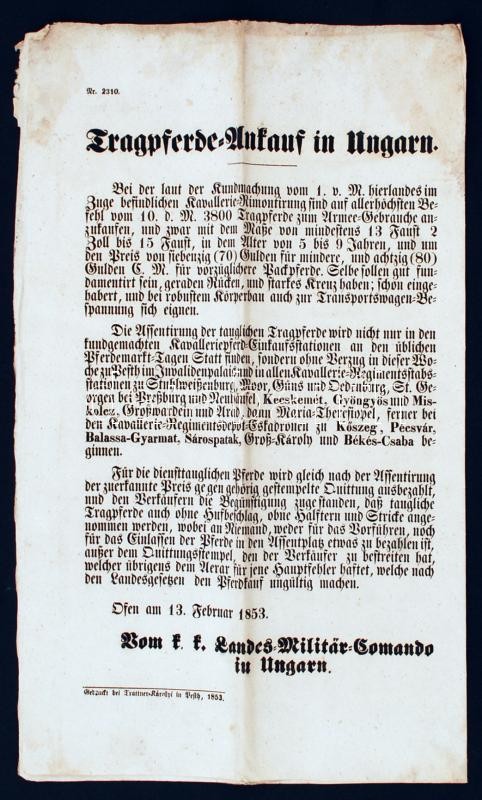 Nr. 2310.
Tragpferde-Ankauf in Ungarn.
Bei der laut der Kundmachung vom 1. v. M. hierlandes im
Zuge befindlichen Kavallerie-Rimontirung sind auf allerhöchsten Be-
fehl vom 10. d. M. 3800 Tragpferde zum Armee-Gebrauche an-
zukaufen, und zwar mit dem Maße von mindestens 13 Faust 2
Zoll bis 15 Faust, in dem Alter von 5 bis 9 Jahren, und um
den Preis von siebenzig (70) Gulden für mindere, und achtzig (80)
Gulden C. M. für vorzüglichere Packpferde. Selbe sollen gut fun-
damentirt sein, geraden Rücken, und starkes Kreuz haben; schon einge-
habert, und bei robustem Körperbau auch zur Transportswagen-Be-
spannung sich eignen.
Die Assentirung der tauglichen Tragpferde wird nicht nur in den
kundgemachten Kavalleriepferd-Einkaufsstationen an den üblichen
Pferdemarkt-Tagen Statt finden, sondern ohne Verzug in dieser Wo-
che zu Pesth im Invalidenpalais und in allen Kavallerie-Regimentsstabs-
stationen zu Stuhlweißenburg, Moor, Güns und Oedenburg, St. Ge-
orgen bei Preßburg und Neuhäusel, Kecskemét, Gyöngyös und Mis-
kolcz, Großwardein und Arad, dann Maria-Theresiopel, ferner bei
den Kavallerie-Regimentsdepot-Eskadronen zu Kőszeg, Pécsvár,
Balassa-Gyarmat, Sárospatak, Groß-Károly und Békés-Csaba be-
ginnen.
Für die diensttauglichen Pferde wird gleich nach der Assentirung
der zuerkannte Preis gegen gehörig gestempelte Quittung ausbezahlt,
und den Verkäufern die Begünstigung zugestanden, daß taugliche
Tragpferde auch ohne Hufbeschlag, ohne Halftern und Stricke ange-
nommen werden, wobei an Niemand, weder für das Vorführen, noch
für das Einlassen der Pferde in den Assentplatz etwas zu bezahlen ist,
außer dem Quittungsstempel, den der Verkäufer zu bestreiten hat,
welcher übrigens dem Aerar für jene Hauptfehler haftet, welche nach
den Landesgesetzen den Pferdkauf ungültig machen.
Ofen am 13. Februar 1853.
Vom k. k. Landes-Militär-Comando
in Ungarn.
Gedruckt bei Trattner-Károlyi in Pesth, 1853.